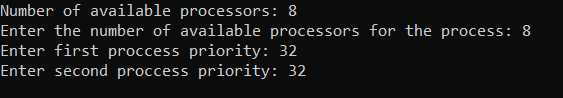 Number of available processors: 8
Enter the number of available processors for the process: 8
Enter first proccess priority: 32
Enter second proccess priority: 32